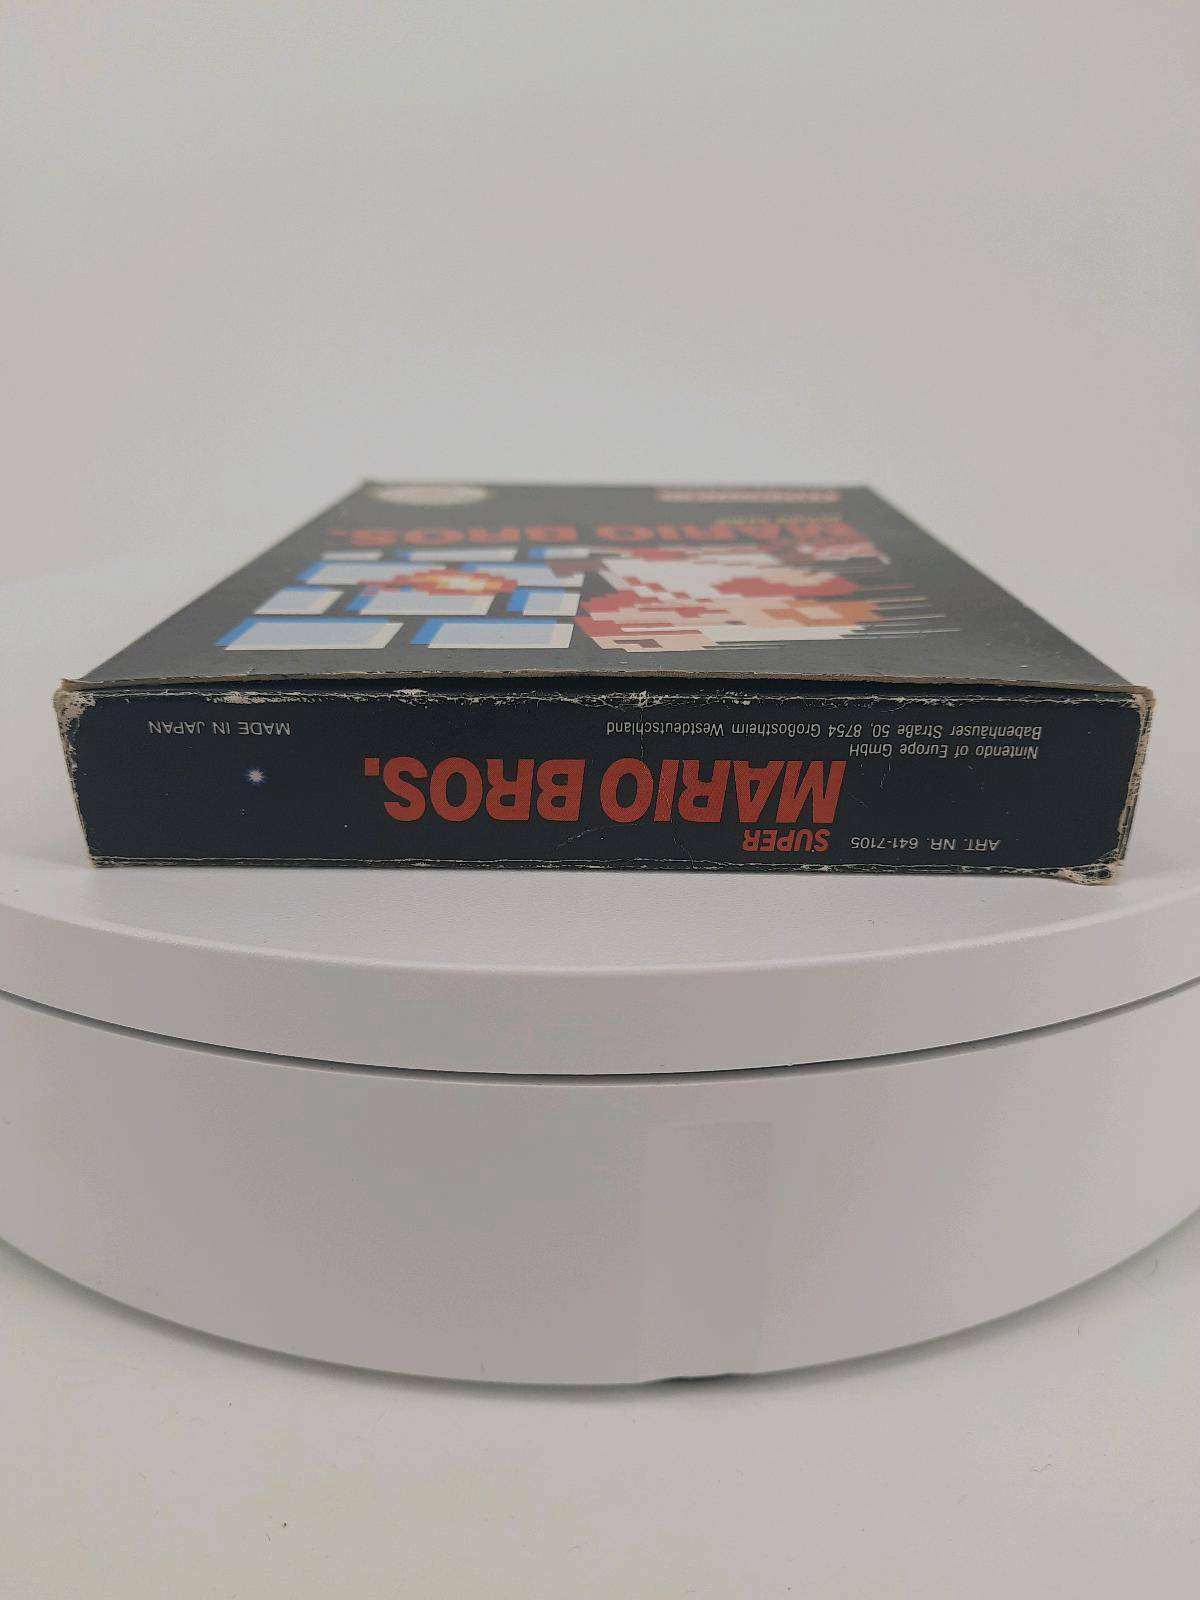 ART. NR. 641-7105
SUPER
MARIO BROS.
Nintendo of Europe GmbH
Babenhäuser Straße 50, 8754 Großostheim Westdeutschland
MADE IN JAPAN
MARIO BROS.